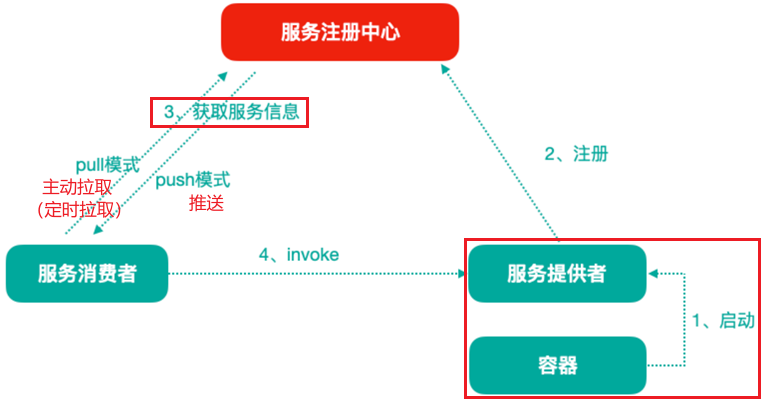 服务注册中心
3、获取服务信息
2、注册
pull模式
主动拉取
（定时拉取）
push模式
推送
服务消费者
4、invoke
服务提供者
1、启动
容器